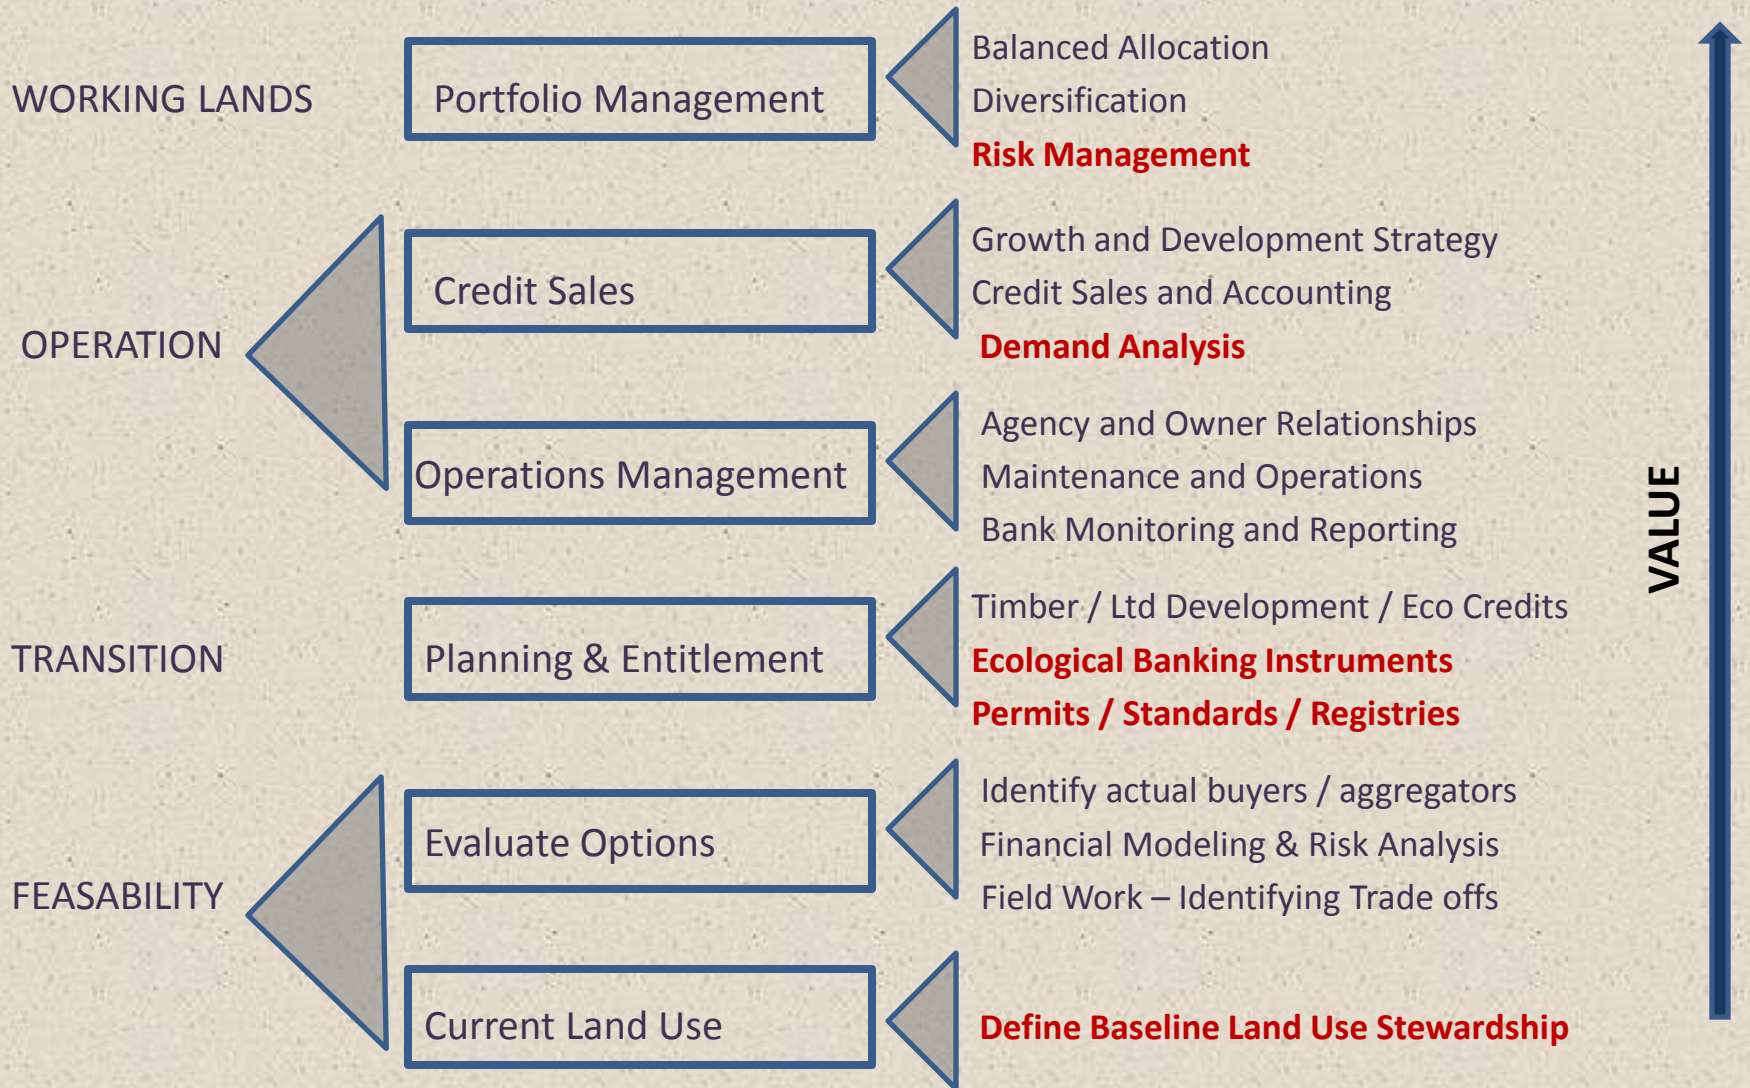 WORKING LANDS
Portfolio Management
Balanced Allocation
Diversification
Risk Management
OPERATION
Credit Sales
Growth and Development Strategy
Credit Sales and Accounting
Demand Analysis
Operations Management
Agency and Owner Relationships
Maintenance and Operations
Bank Monitoring and Reporting
TRANSITION
Planning & Entitlement
Timber / Ltd Development / Eco Credits
Ecological Banking Instruments
Permits / Standards / Registries
FEASABILITY
Evaluate Options
Identify actual buyers / aggregators
Financial Modeling & Risk Analysis
Field Work – Identifying Trade offs
Current Land Use
Define Baseline Land Use Stewardship
VALUE